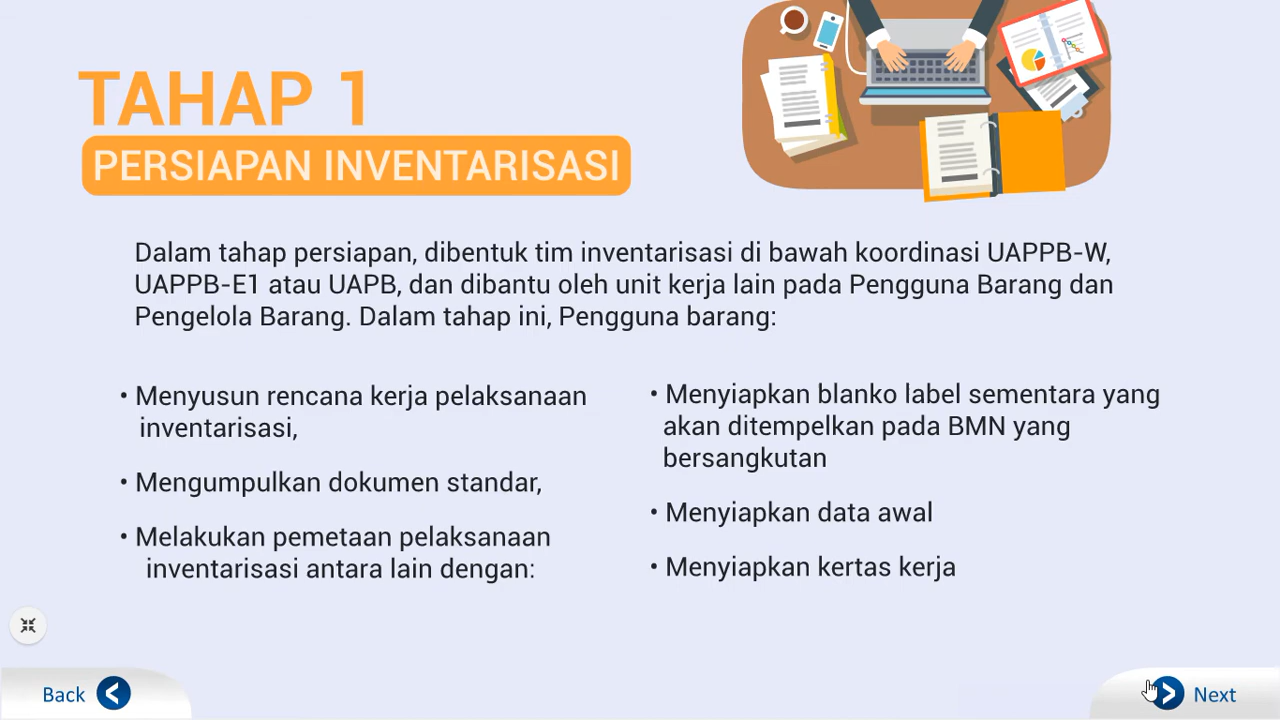 TAHAP 1
PERSIAPAN INVENTARISASI
Dalam tahap persiapan, dibentuk tim inventarisasi di bawah koordinasi UAPPB-W,
UAPPB-E1 atau UAPB, dan dibantu oleh unit kerja lain pada Pengguna Barang dan
Pengelola Barang. Dalam tahap ini, Pengguna barang:
• Menyusun rencana kerja pelaksanaan
inventarisasi,
• Mengumpulkan dokumen standar,
• Melakukan pemetaan pelaksanaan
inventarisasi antara lain dengan:
• Menyiapkan blanko label sementara yang
akan ditempelkan pada BMN yang
bersangkutan
• Menyiapkan data awal
• Menyiapkan kertas kerja
Back
Next